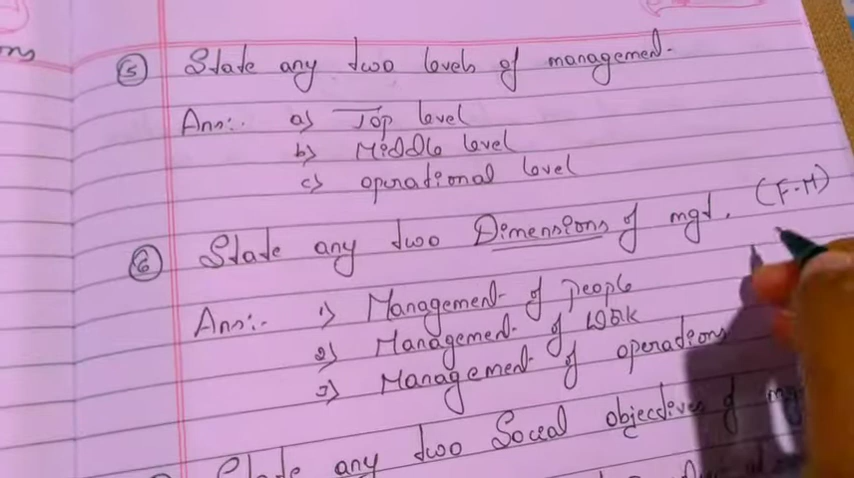 5 State any two levels of management.
Ans:- a) Top level
b) Middle level
c) operational level
6 State any two Dimensions of mgt. (F-M)
Ans:- 1) Management of people
2) Management of work
3) Management of operations
State any two Social objectives of